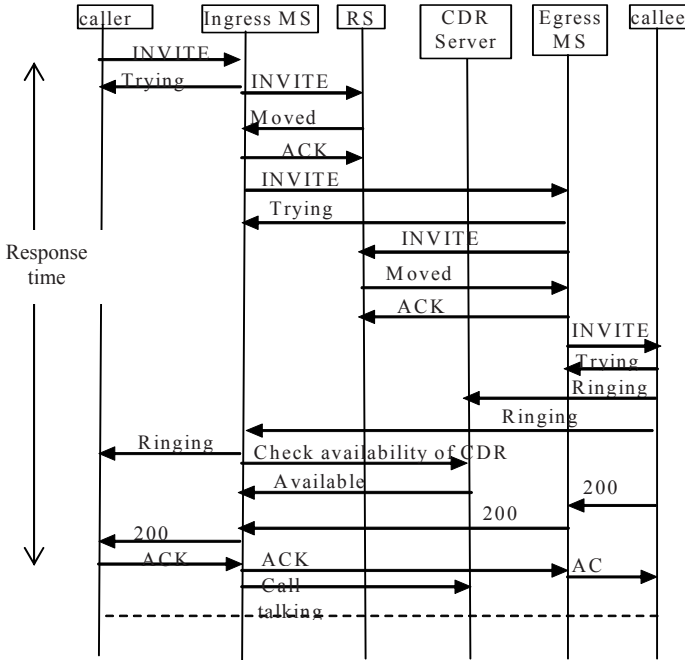 caller
Ingress MS
RS
CDR
Server
Egress
MS
callee
INVITE
Trying
INVITE
Moved
ACK
INVITE
Trying
INVITE
Moved
ACK
INVITE
Trying
Ringing
Ringing
Ringing
Check availability of CDR
Available
200
200
200
ACK
ACK
AC
Call
talking
Response
time